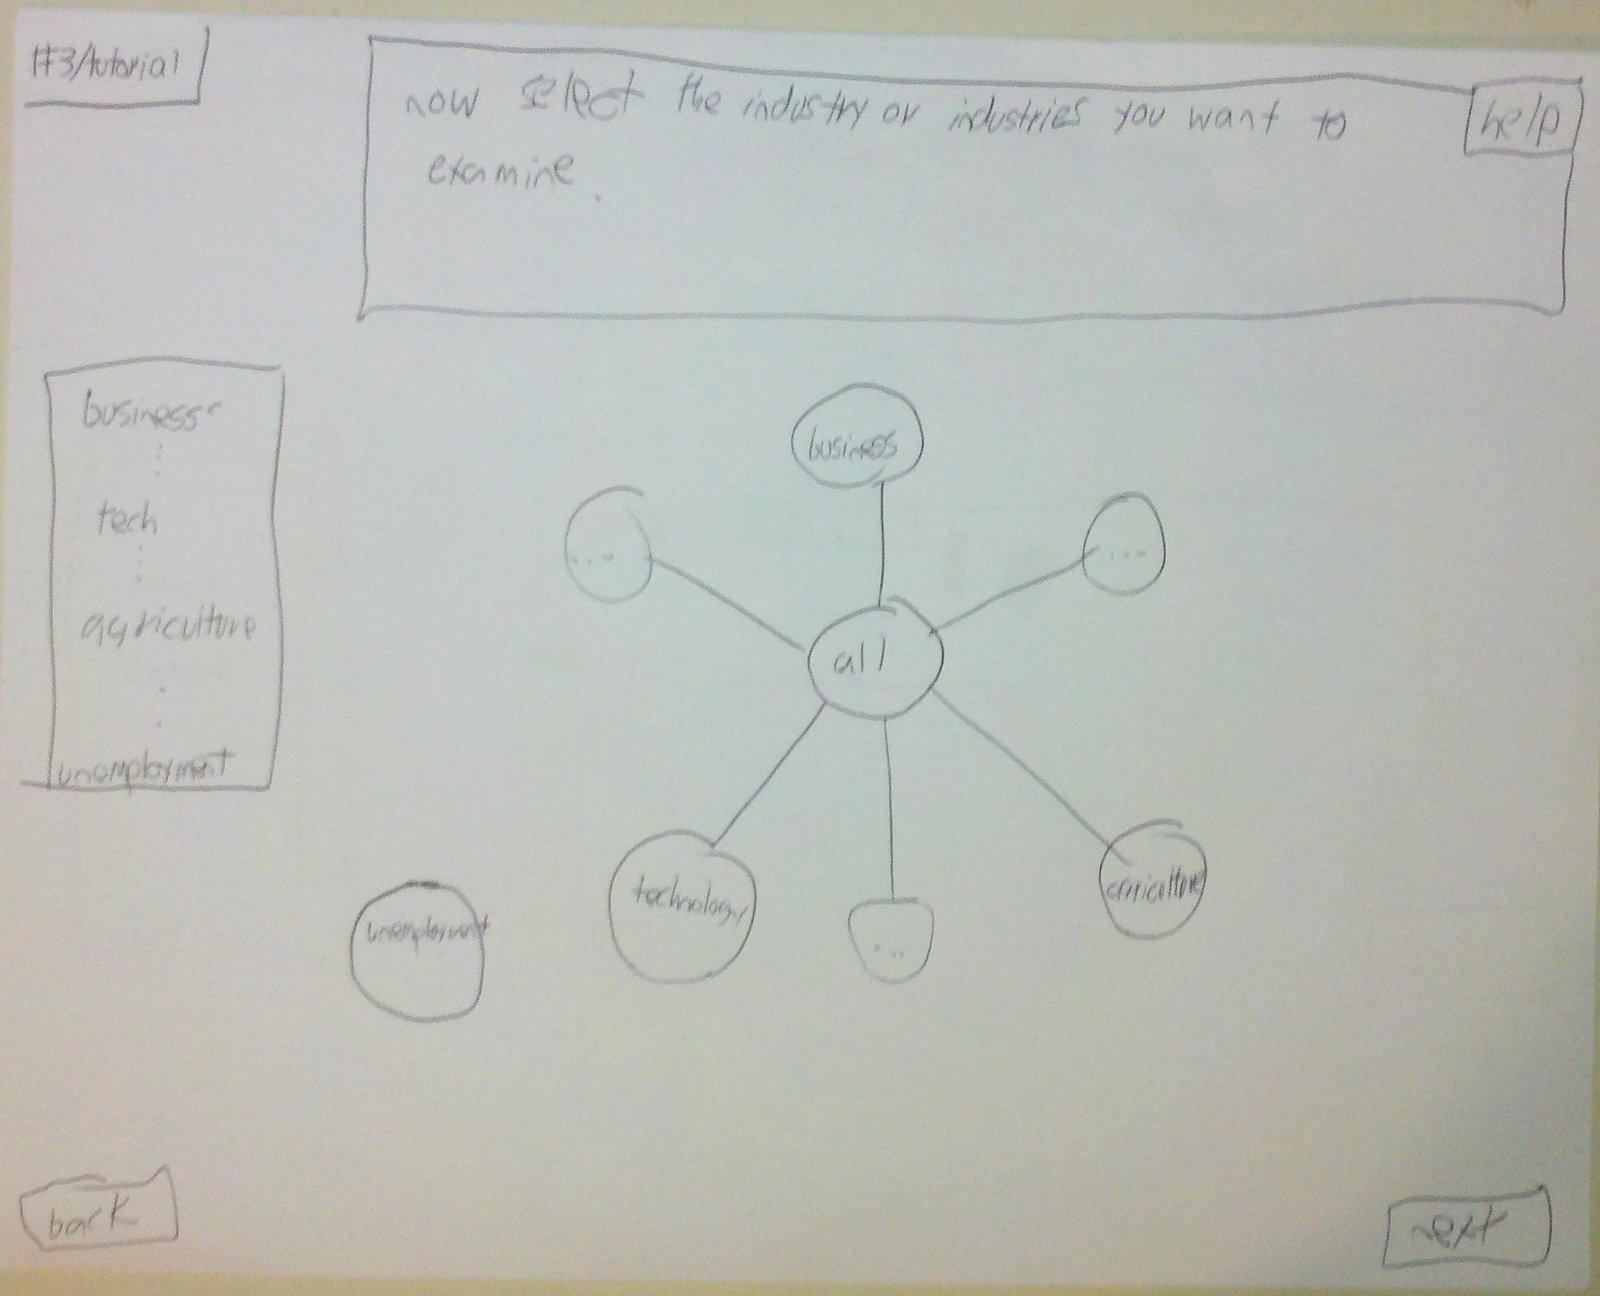 #3/tutorial
now select the industry or industries you want to
examine.
help
business
tech
agriculture
unemployment
business
...
...
all
technology
...
agriculture
unemployment
back
next